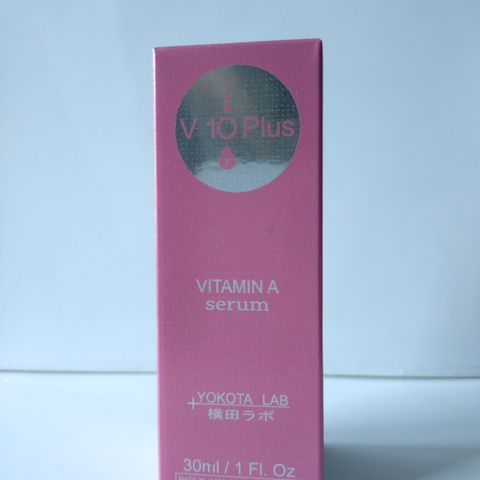 V 10 Plus
VITAMIN A
serum
YOKOTA LAB
横田ラボ
30ml / 1 Fl. Oz